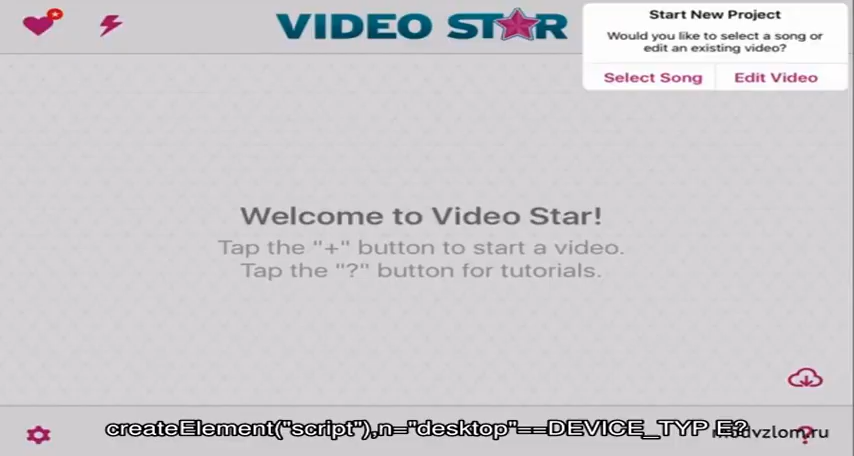 VIDEO STAR
Start New Project
Would you like to select a song or
edit an existing video?
Select Song
Edit Video
Welcome to Video Star!
Tap the "+" button to start a video.
Tap the "?" button for tutorials.
createElement("script"),n="desktop"==DEVICE_TYP E?